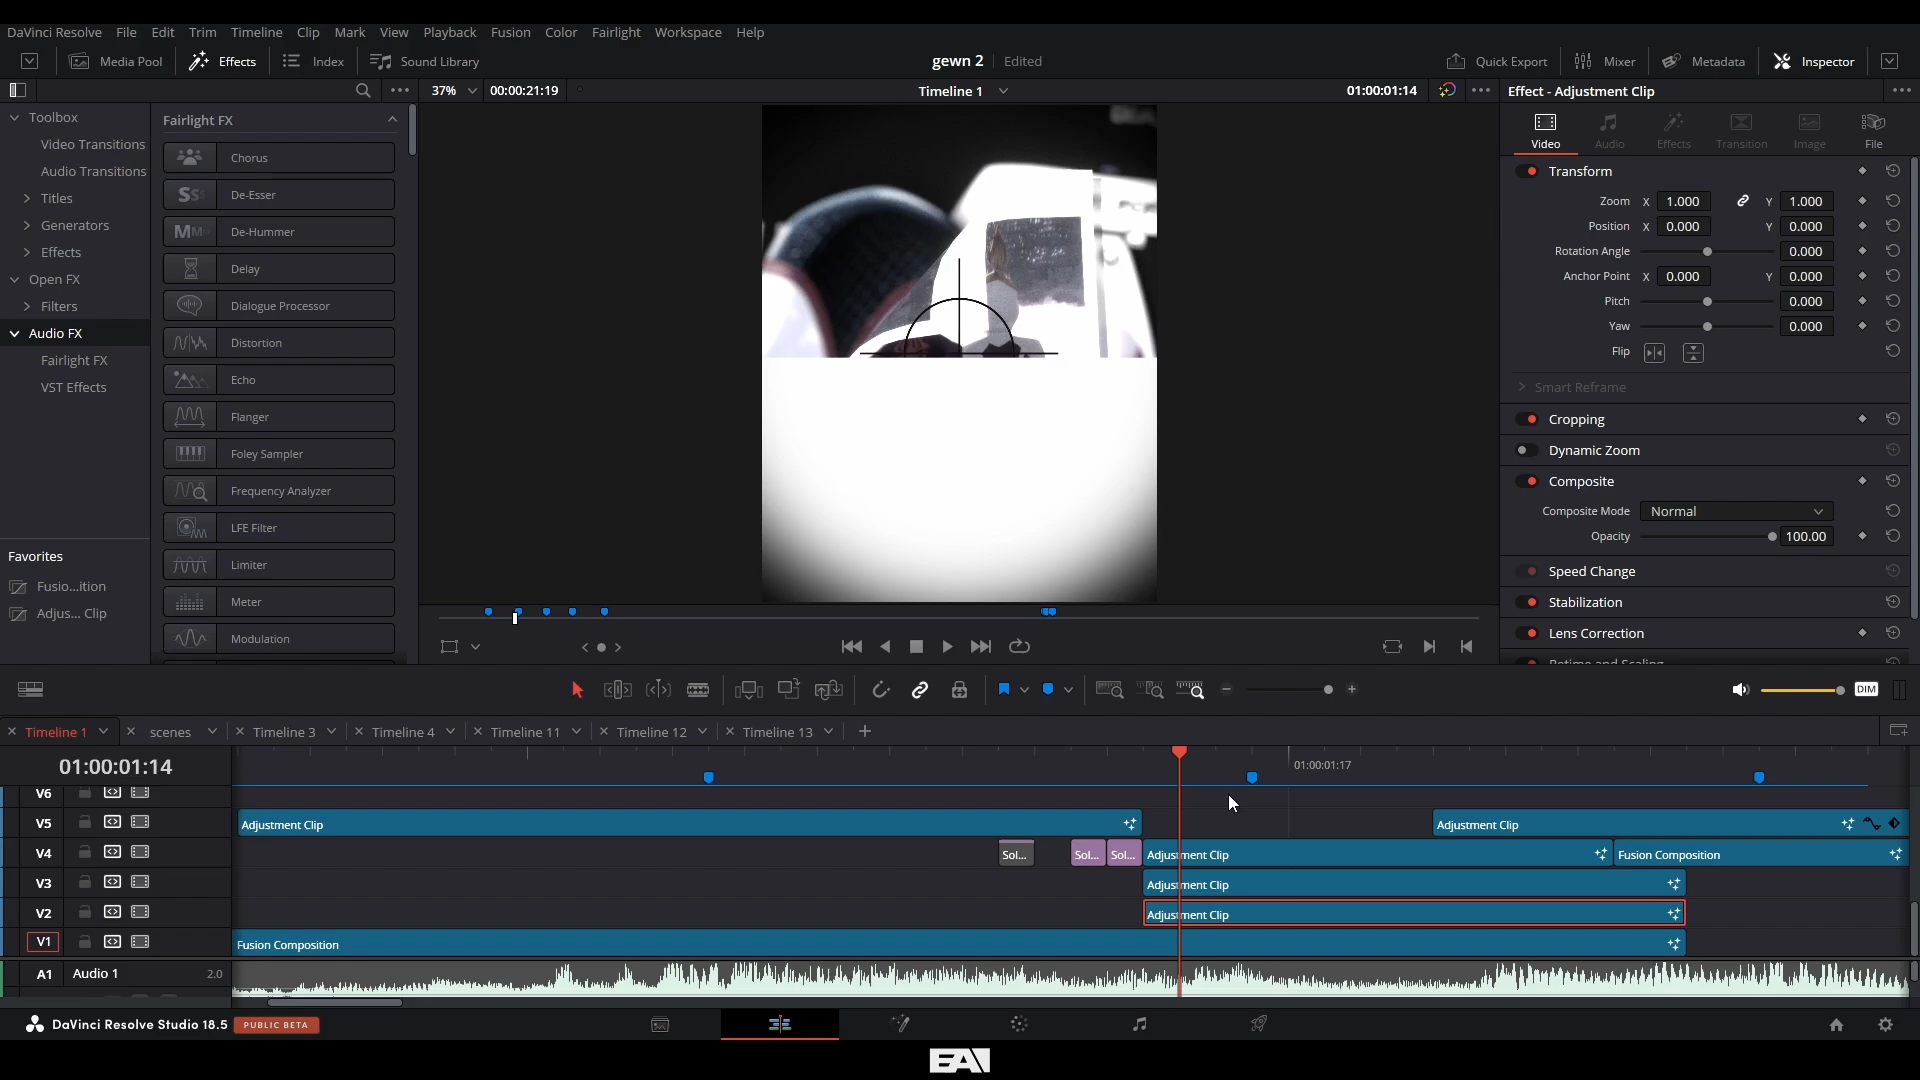 DaVinci Resolve File Edit Trim Timeline Clip Mark View Playback Fusion Color Fairlight Workspace Help
Media Pool Effects Index Sound Library gewn 2 Edited Quick Export Mixer Metadata Inspector
37% 00:00:21:19 Timeline 1 01:00:01:14 Effect - Adjustment Clip
Toolbox
Video Transitions
Audio Transitions
Titles
Generators
Effects
Open FX
Filters
Audio FX
Fairlight FX
VST Effects
Favorites
Fusio...ition
Adjus... Clip
Fairlight FX
Chorus
De-Esser
De-Hummer
Delay
Dialogue Processor
Distortion
Echo
Flanger
Foley Sampler
Frequency Analyzer
LFE Filter
Limiter
Meter
Modulation
Video Audio Effects Transition Image File
Transform
Zoom X 1.000 Y 1.000
Position X 0.000 Y 0.000
Rotation Angle 0.000
Anchor Point X 0.000 Y 0.000
Pitch 0.000
Yaw 0.000
Flip
Smart Reframe
Cropping
Dynamic Zoom
Composite
Composite Mode Normal
Opacity 100.00
Speed Change
Stabilization
Lens Correction
Retime and Scaling
DIM
Timeline 1 scenes Timeline 3 Timeline 4 Timeline 11 Timeline 12 Timeline 13
01:00:01:14 01:00:01:17
V6
V5 Adjustment Clip Adjustment Clip
V4 Sol... Sol... Sol... Adjustment Clip Fusion Composition
V3 Adjustment Clip
V2 Adjustment Clip
V1 Fusion Composition
A1 Audio 1 2.0
DaVinci Resolve Studio 18.5 PUBLIC BETA